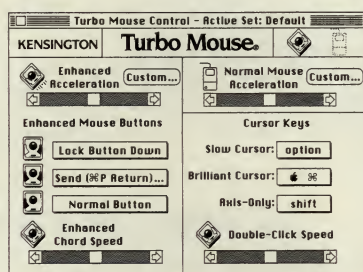 Turbo Mouse Control - Active Set: Default
KENSINGTON Turbo Mouse®
Enhanced
Acceleration Custom...
Normal Mouse
Acceleration Custom...
Enhanced Mouse Buttons
Lock Button Down
Send (⌘P Return)...
Normal Button
Enhanced
Chord Speed
Cursor Keys
Slow Cursor: option
Brilliant Cursor:  ⌘
Axis-Only: shift
Double-Click Speed